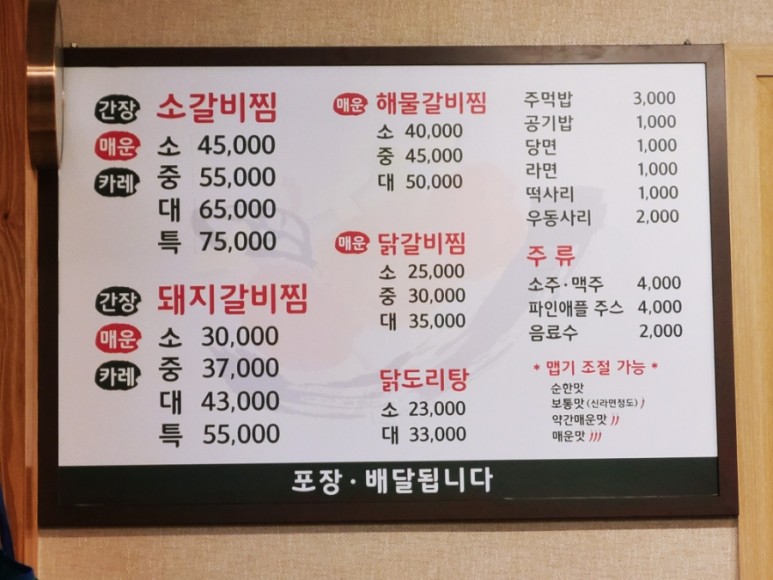 간장 소갈비찜
매운 소 45,000
카레 중 55,000
대 65,000
특 75,000
간장 돼지갈비찜
매운 소 30,000
카레 중 37,000
대 43,000
특 55,000
매운 해물갈비찜
소 40,000
중 45,000
대 50,000
매운 닭갈비찜
소 25,000
중 30,000
대 35,000
닭도리탕
소 23,000
대 33,000
주먹밥 3,000
공기밥 1,000
당면 1,000
라면 1,000
떡사리 1,000
우동사리 2,000
주 류
소주·맥주 4,000
파인애플 주스 4,000
음료수 2,000
* 맵기 조절 가능 *
순한맛
보통맛 (신라면정도)
약간매운맛
매운맛
포장·배달됩니다